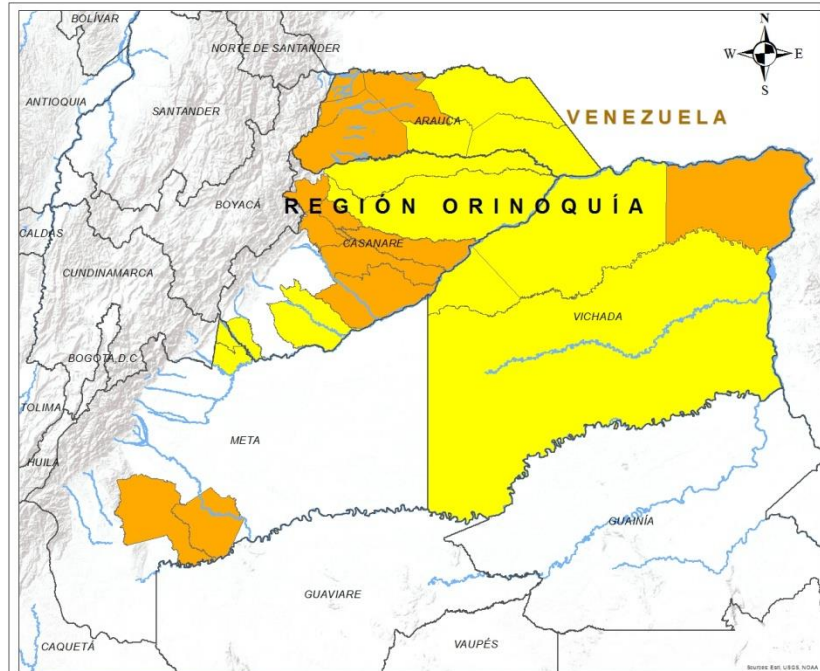 BOLÍVAR
N
NORTE DE SANTANDER
W E
S
ANTIOQUIA
SANTANDER
ARAUCA
VENEZUELA
BOYACÁ
REGIÓN ORINOQUÍA
CALDAS
CASANARE
CUNDINAMARCA
VICHADA
BOGOTÁ D.C
TOLIMA
META
HUILA
GUAINÍA
GUAVIARE
CAQUETÁ
VAUPÉS
Sources: Esri, USGS, NOAA